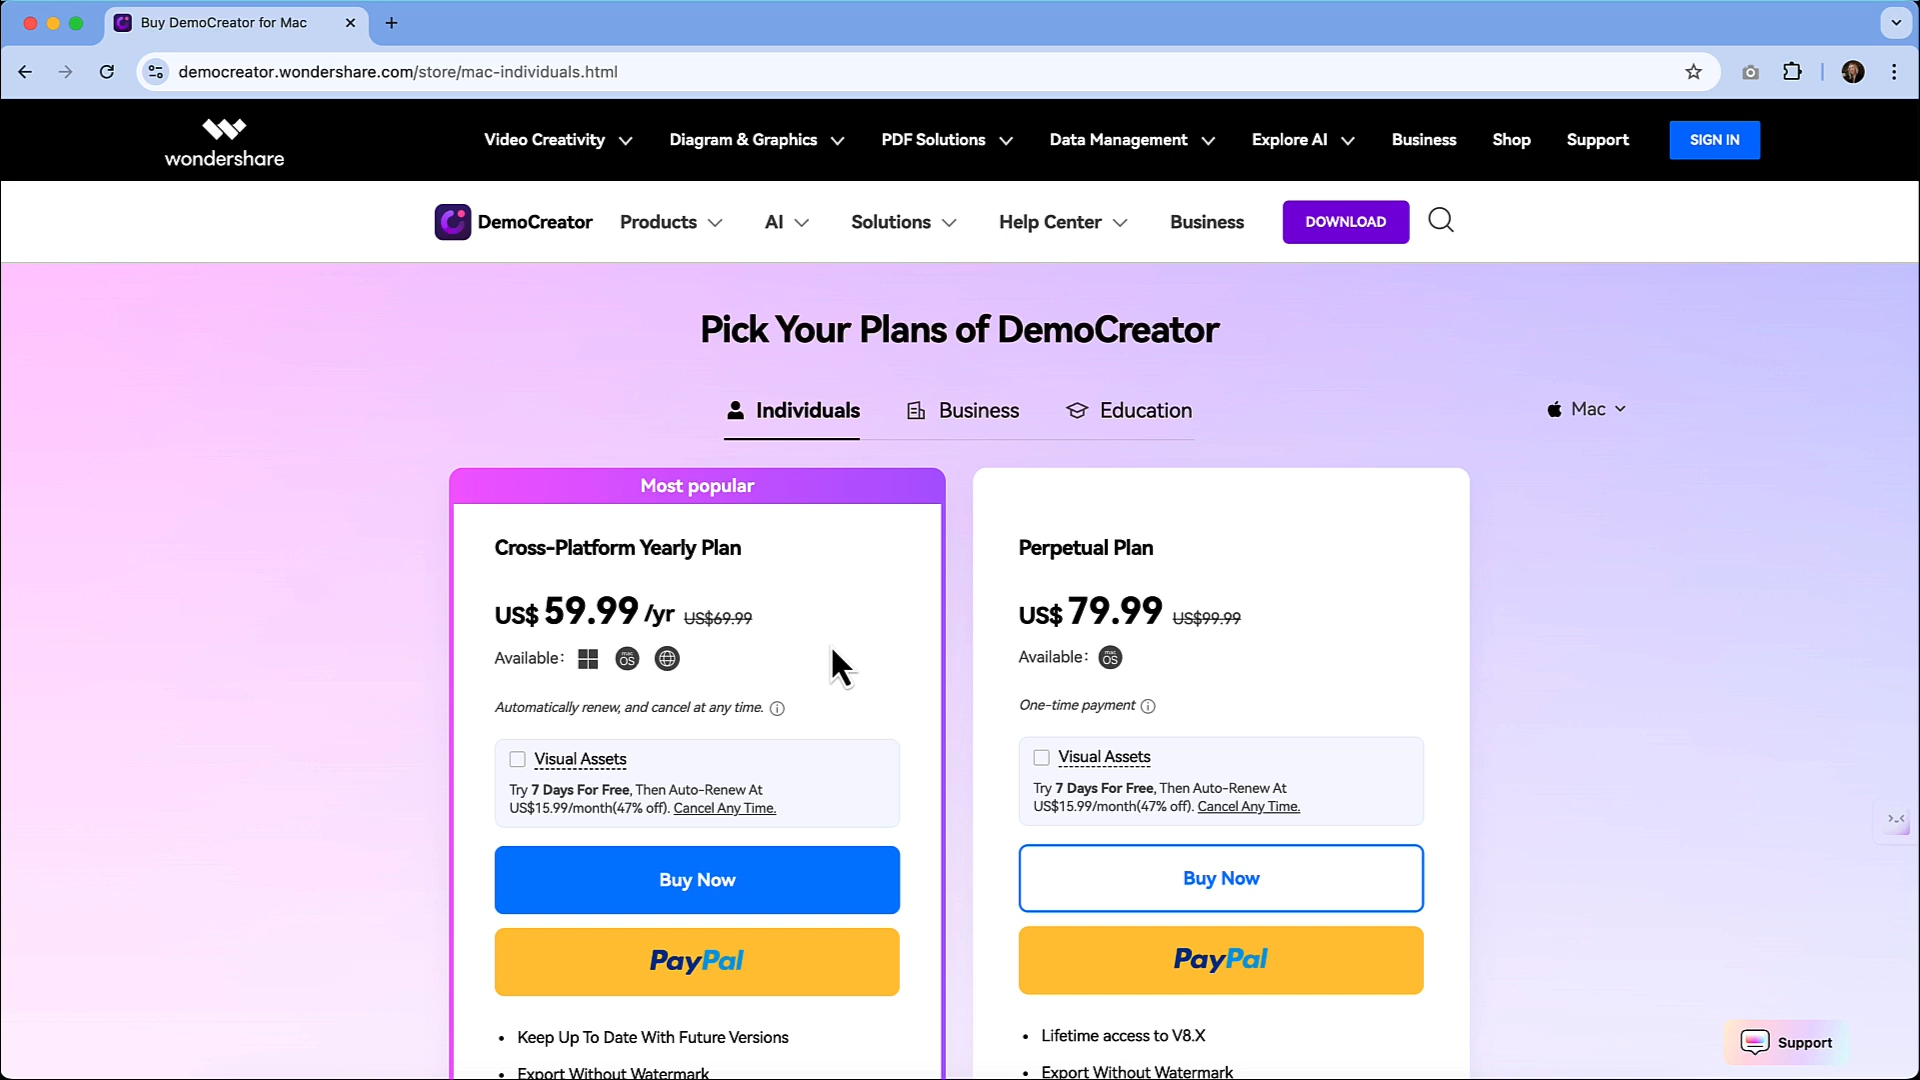 Buy DemoCreator for Mac
democreator.wondershare.com/store/mac-individuals.html
wondershare
Video Creativity
Diagram & Graphics
PDF Solutions
Data Management
Explore AI
Business
Shop
Support
SIGN IN
DemoCreator
Products
AI
Solutions
Help Center
Business
DOWNLOAD
Pick Your Plans of DemoCreator
Individuals
Business
Education
Mac
Most popular
Cross-Platform Yearly Plan
US$ 59.99 /yr US$69.99
Available: macOS
Automatically renew, and cancel at any time.
Visual Assets
Try 7 Days For Free, Then Auto-Renew At
US$15.99/month(47% off). Cancel Any Time.
Buy Now
PayPal
• Keep Up To Date With Future Versions
• Export Without Watermark
Perpetual Plan
US$ 79.99 US$99.99
Available: macOS
One-time payment
Visual Assets
Try 7 Days For Free, Then Auto-Renew At
US$15.99/month(47% off). Cancel Any Time.
Buy Now
PayPal
• Lifetime access to V8.X
• Export Without Watermark
Support